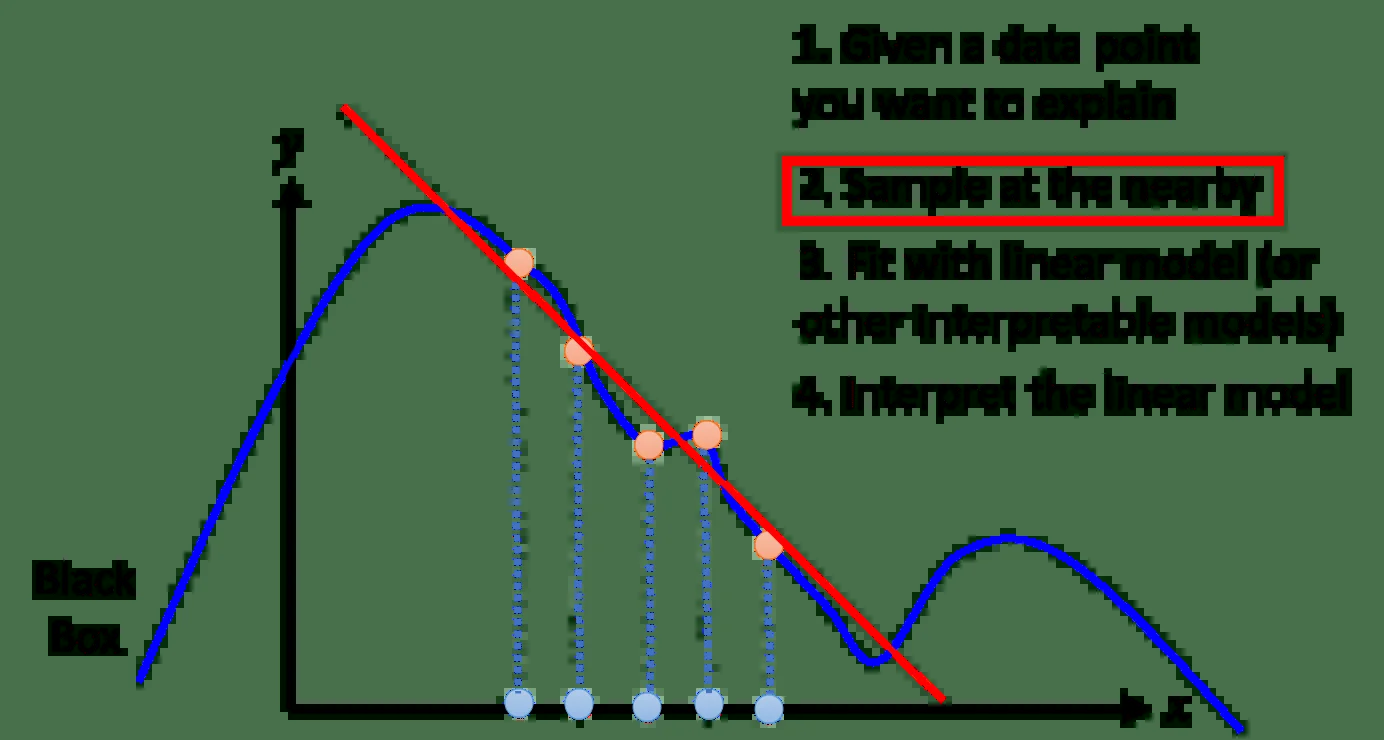 1. Given a data point
you want to explain
y
2. Sample at the nearby
3. Fit with linear model (or
other interpretable models)
4. Interpret the linear model
Black
Box
x